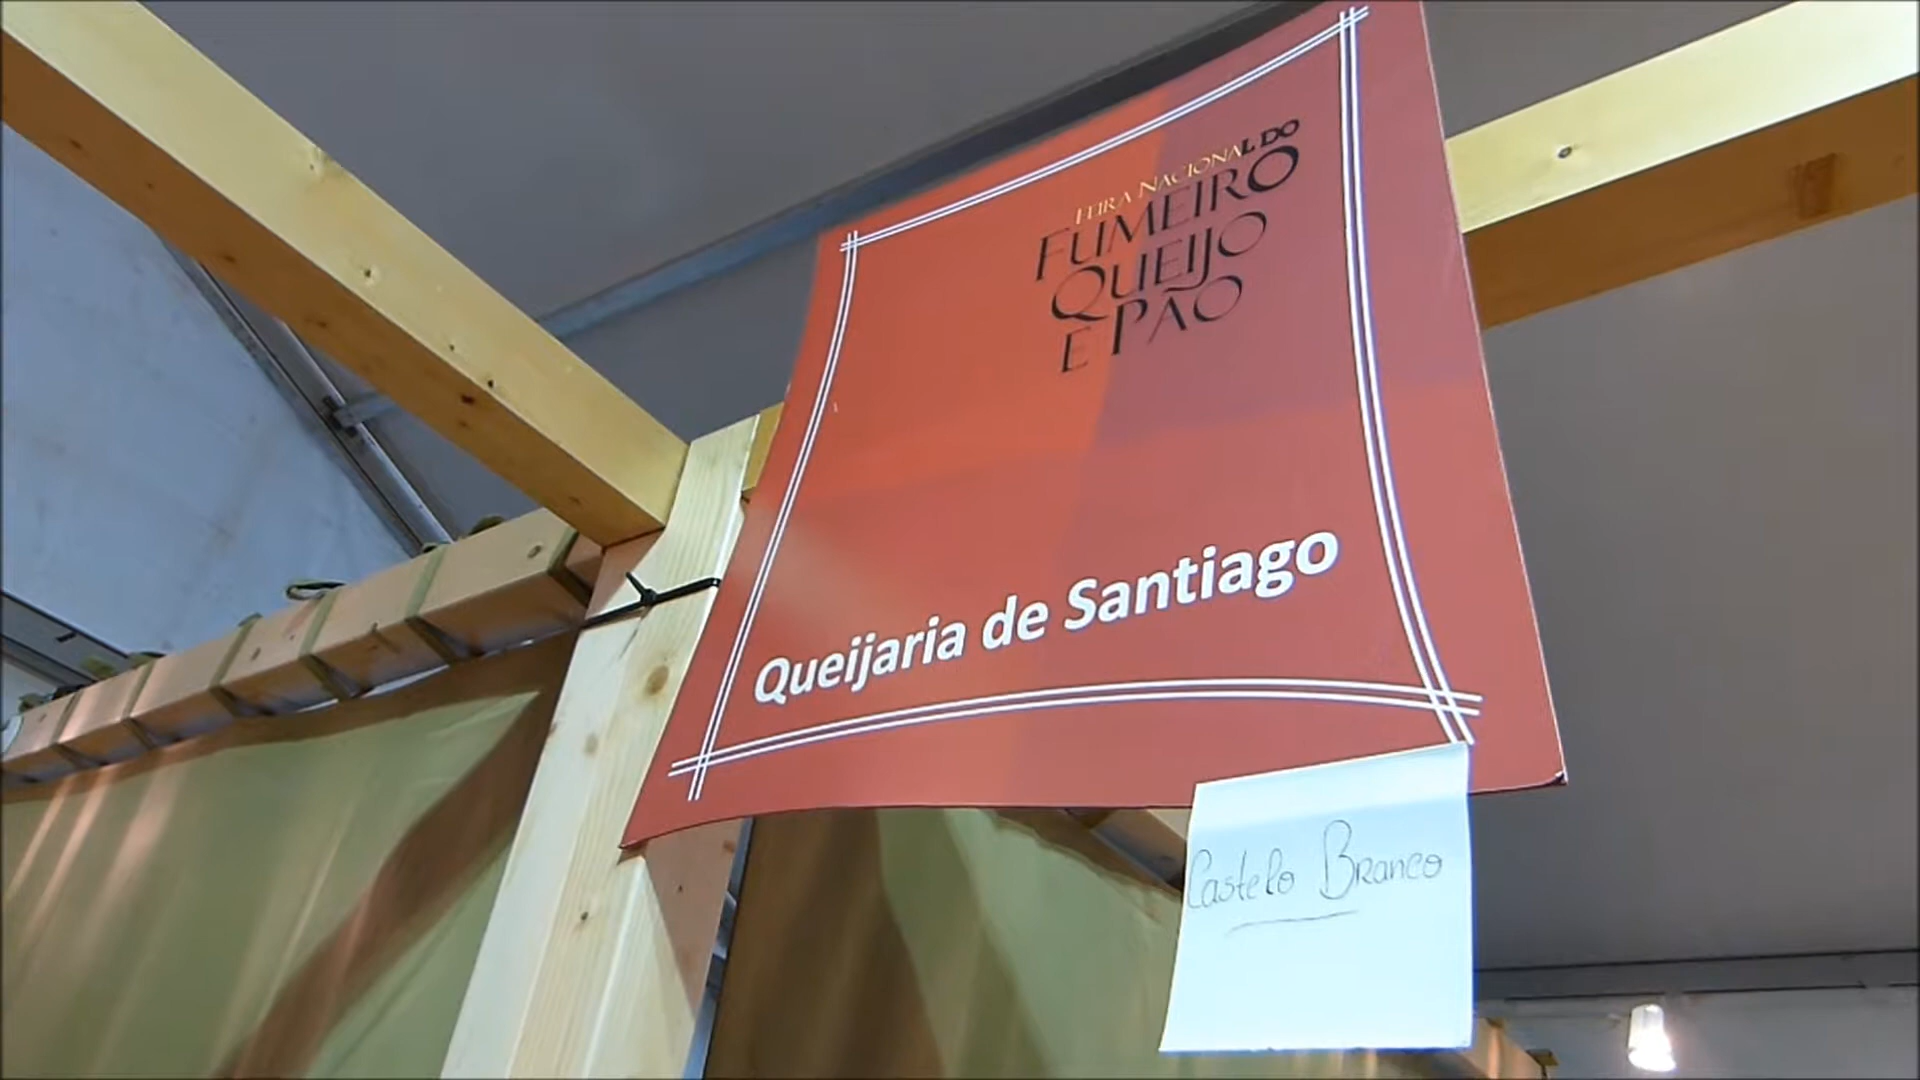 FEIRA NACIONAL DO
FUMEIRO
QUEIJO
E PÃO
Queijaria de Santiago
Castelo Branco